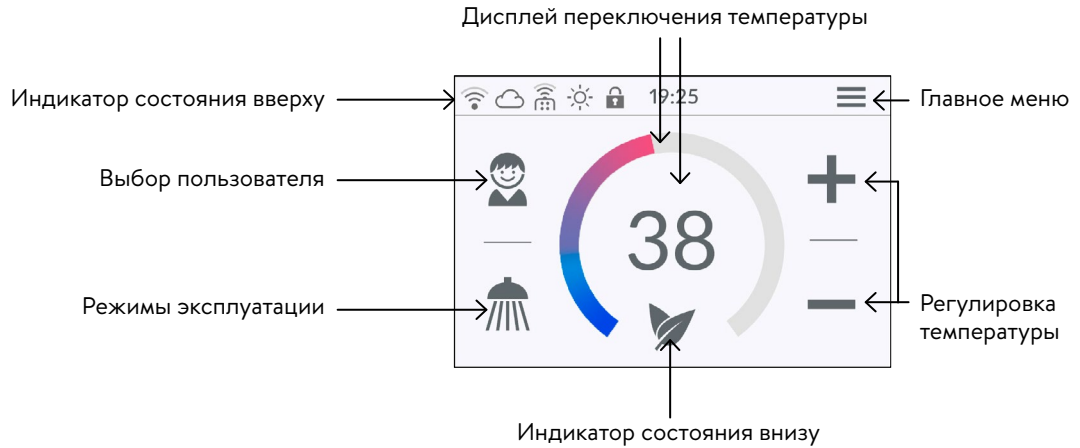 Дисплей переключения температуры
Индикатор состояния вверху
19:25
Главное меню
Выбор пользователя
38
Режимы эксплуатации
Регулировка
температуры
Индикатор состояния внизу